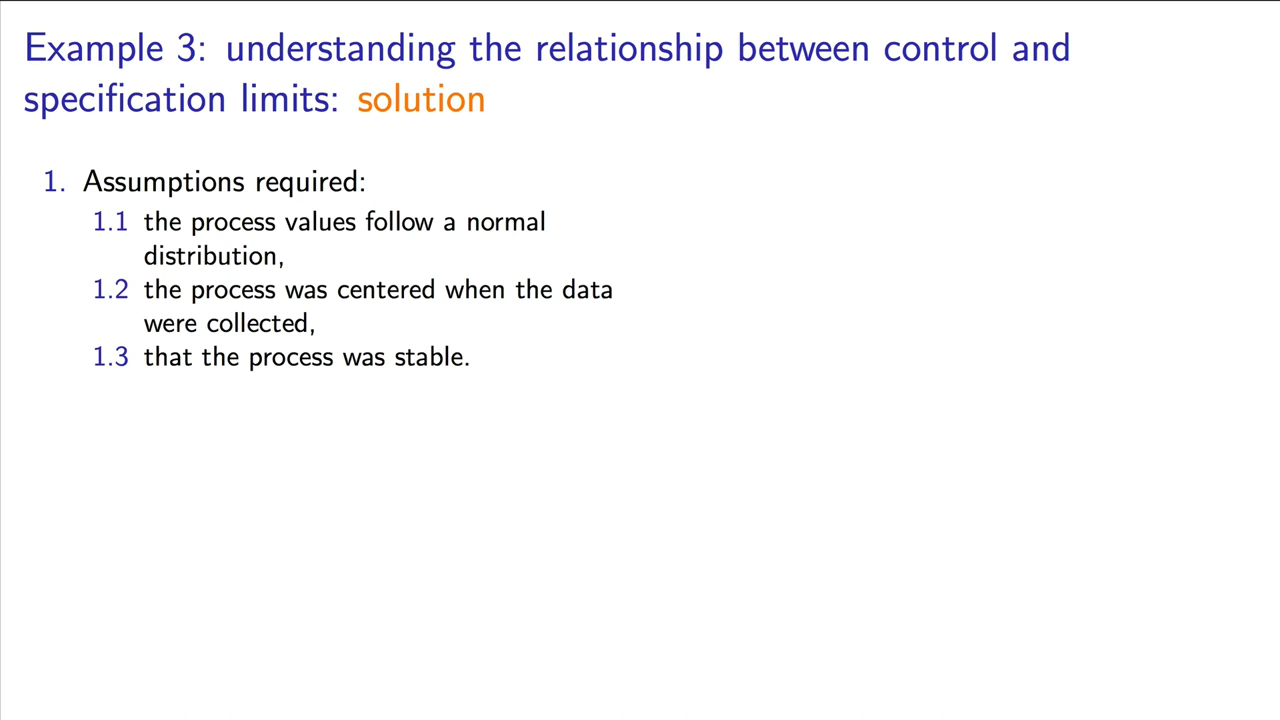 Example 3: understanding the relationship between control and
specification limits: solution
1. Assumptions required:
1.1 the process values follow a normal
distribution,
1.2 the process was centered when the data
were collected,
1.3 that the process was stable.